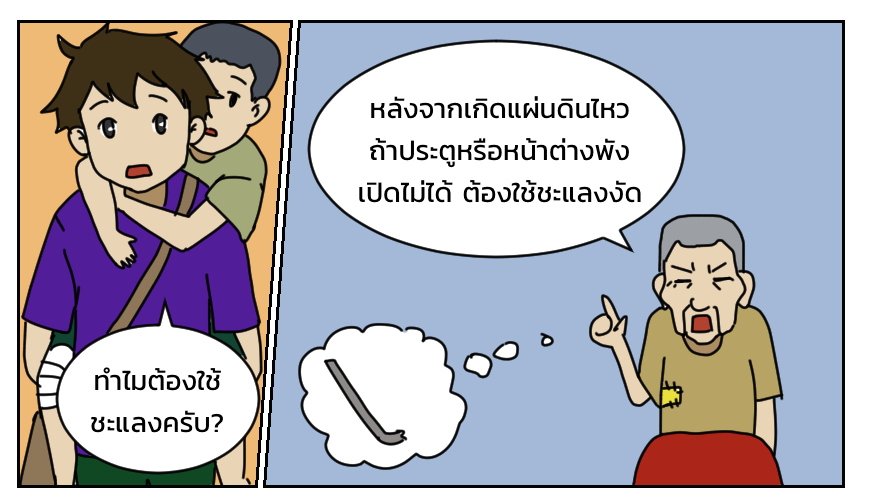 ทำไมต้องใช้
ชะแลงครับ?
หลังจากเกิดแผ่นดินไหว
ถ้าประตูหรือหน้าต่างพัง
เปิดไม่ได้ ต้องใช้ชะแลงงัด